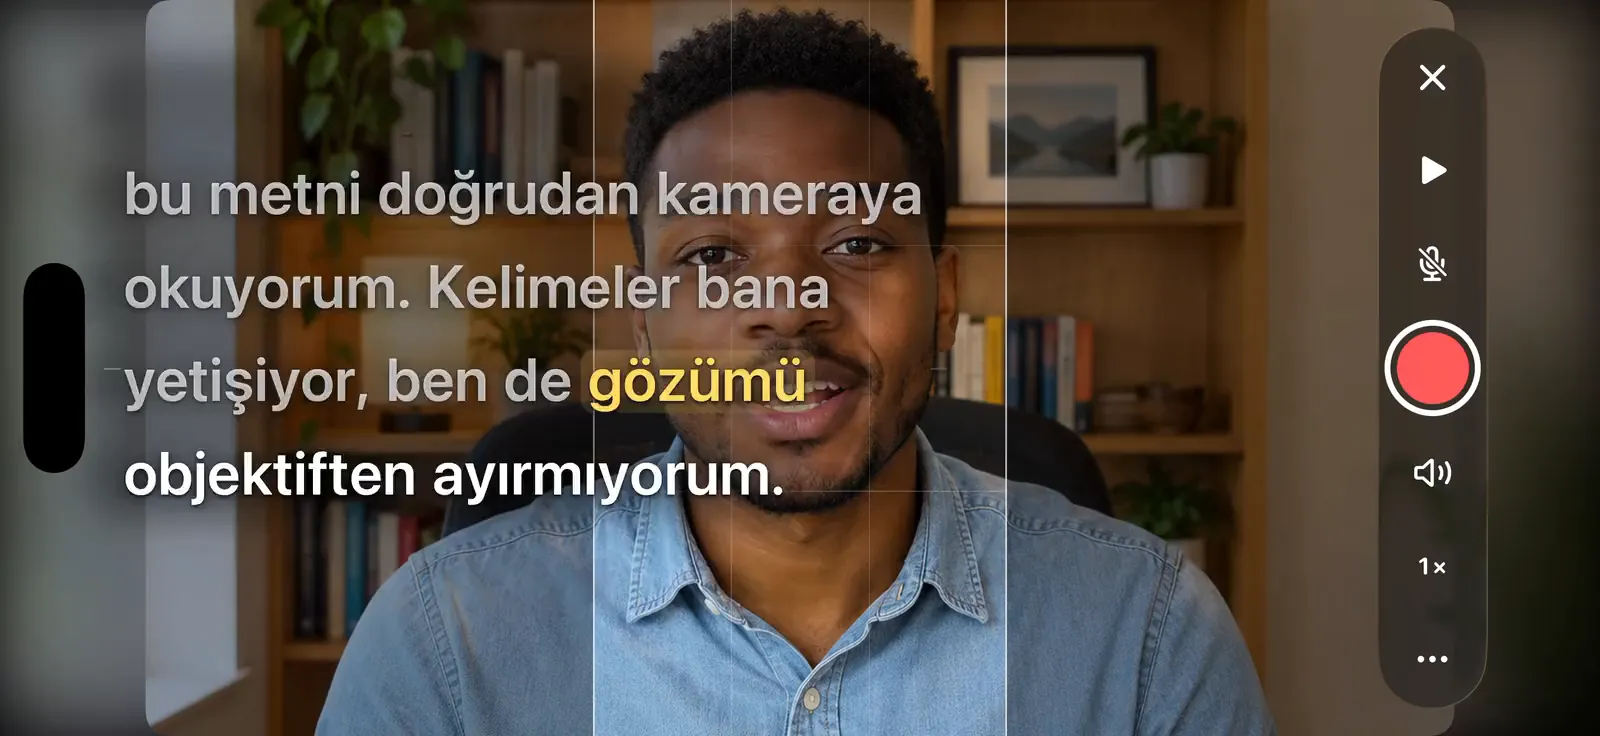 bu metni doğrudan kameraya
okuyorum. Kelimeler bana
yetişiyor, ben de gözümü
objektiften ayırmıyorum.
1×